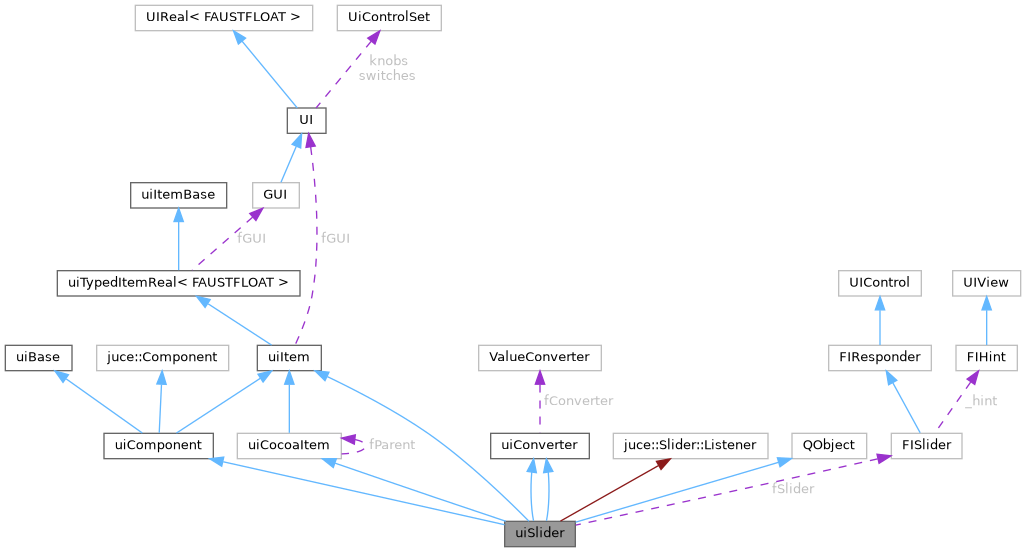 UIReal< FAUSTFLOAT >
UiControlSet
knobs
switches
UI
uiItemBase
GUI
fGUI
fGUI
uiTypedItemReal< FAUSTFLOAT >
UIControl
UIView
uiBase
juce::Component
uiItem
ValueConverter
FIResponder
FIHint
fConverter
_hint
uiComponent
uiCocoaItem
fParent
uiConverter
juce::Slider::Listener
QObject
FISlider
fSlider
uiSlider